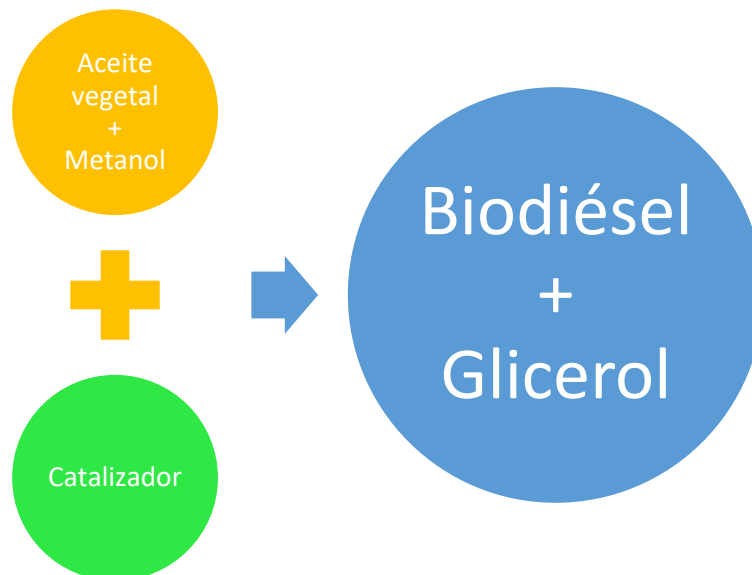 Aceite
vegetal
+
Metanol
Catalizador
Biodiésel
+
Glicerol